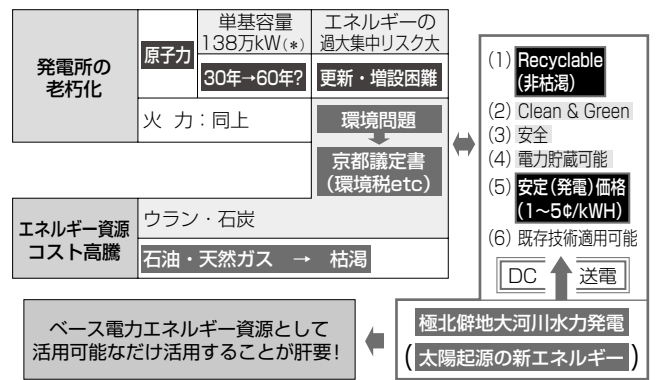 発電所の
老朽化
原子力
単基容量
138万kW(*)
エネルギーの
過大集中リスク大
30年→60年?
更新・増設困難
火 力：同上
環境問題
京都議定書
(環境税etc)
エネルギー資源
コスト高騰
ウラン・石炭
石油・天然ガス → 枯渇
(1) Recyclable
(非枯渇)
(2) Clean & Green
(3) 安全
(4) 電力貯蔵可能
(5) 安定(発電)価格
(1〜5¢/kWH)
(6) 既存技術適用可能
DC 送電
極北僻地大河川水力発電
(太陽起源の新エネルギー)
ベース電力エネルギー資源として
活用可能なだけ活用することが肝要!